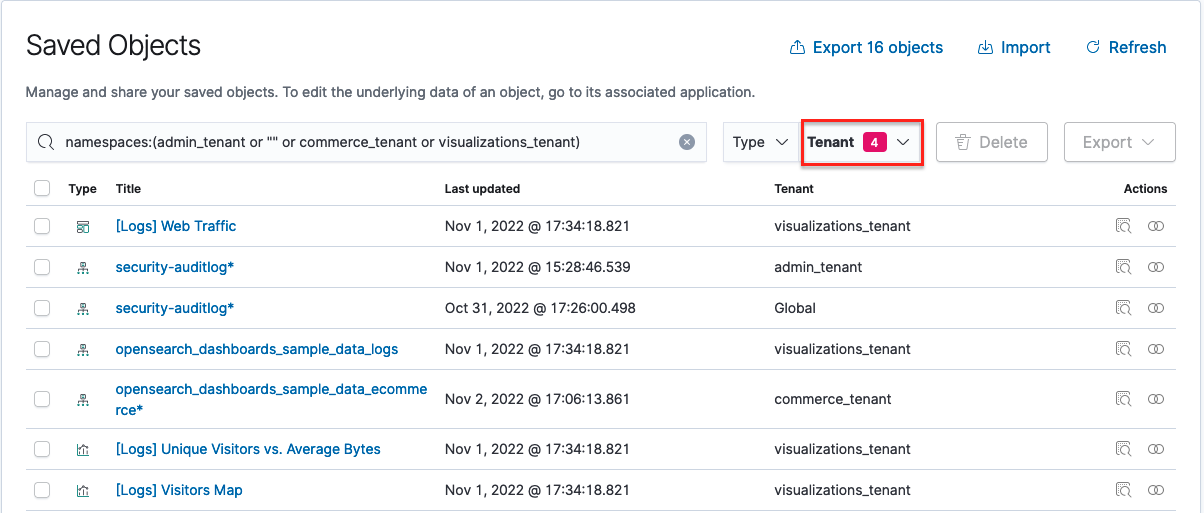 Saved Objects
Export 16 objects
Import
Refresh
Manage and share your saved objects. To edit the underlying data of an object, go to its associated application.
namespaces:(admin_tenant or "" or commerce_tenant or visualizations_tenant)
Type
Tenant 4
Delete
Export
Type Title Last updated Tenant Actions
[Logs] Web Traffic Nov 1, 2022 @ 17:34:18.821 visualizations_tenant
security-auditlog* Nov 1, 2022 @ 15:28:46.539 admin_tenant
security-auditlog* Oct 31, 2022 @ 17:26:00.498 Global
opensearch_dashboards_sample_data_logs Nov 1, 2022 @ 17:34:18.821 visualizations_tenant
opensearch_dashboards_sample_data_ecomme
rce* Nov 2, 2022 @ 17:06:13.861 commerce_tenant
[Logs] Unique Visitors vs. Average Bytes Nov 1, 2022 @ 17:34:18.821 visualizations_tenant
[Logs] Visitors Map Nov 1, 2022 @ 17:34:18.821 visualizations_tenant